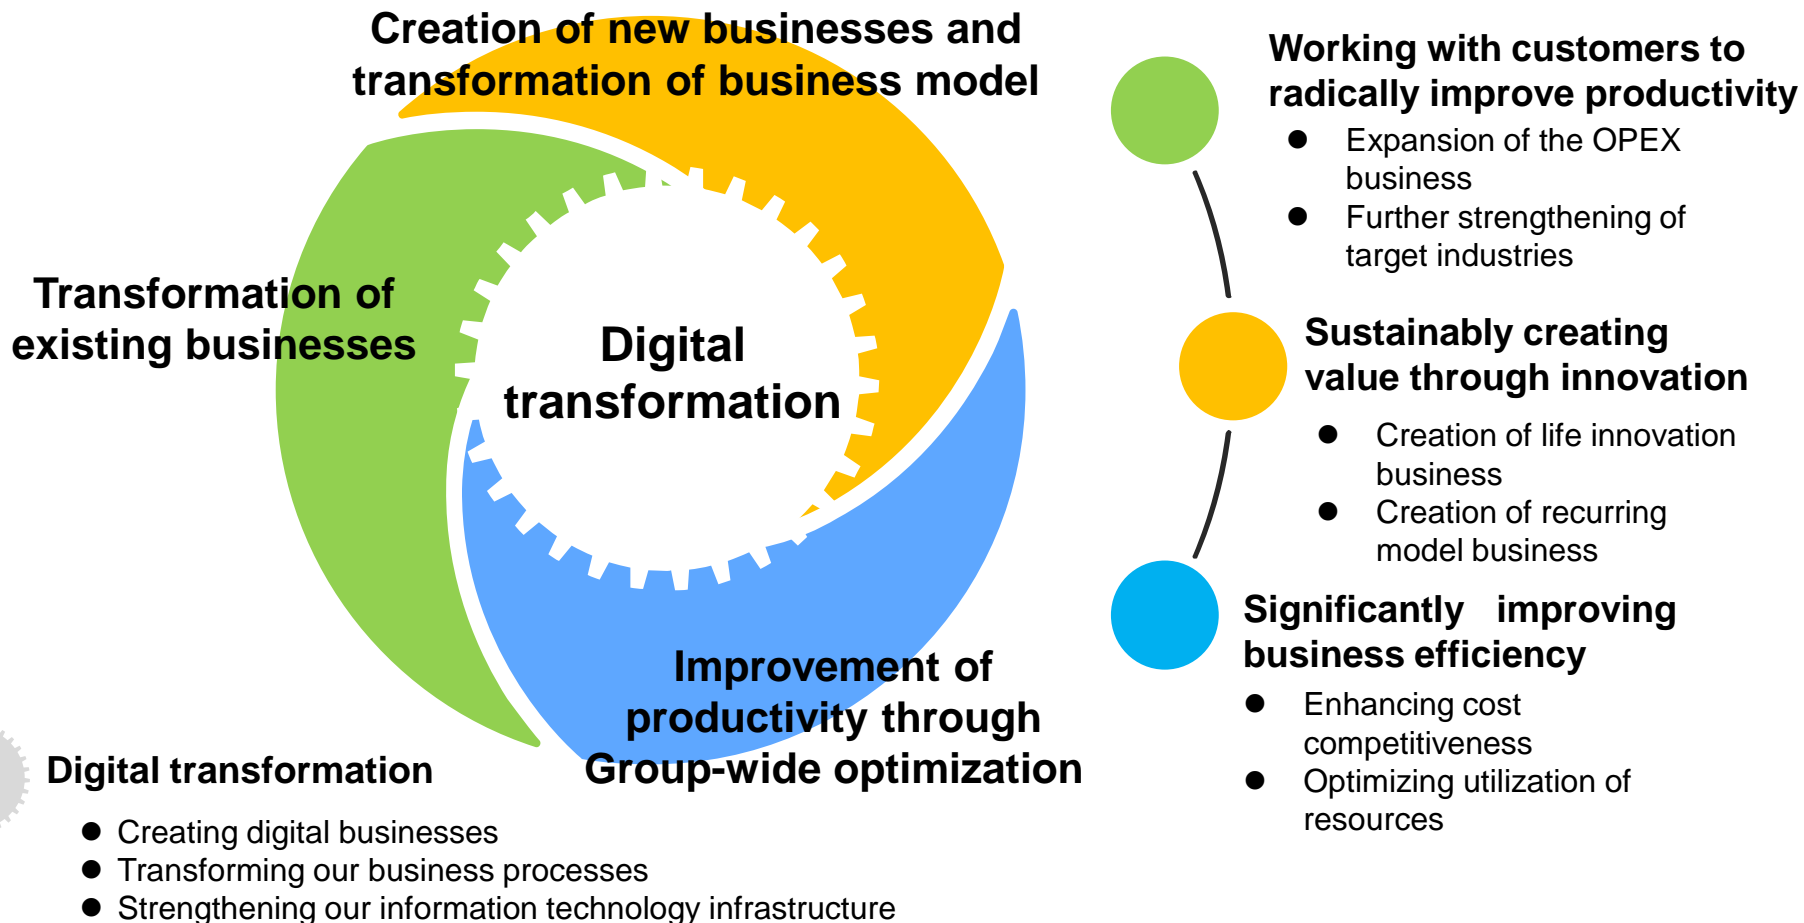 Creation of new businesses and
transformation of business model
Transformation of
existing businesses
Digital
transformation
Improvement of
productivity through
Group-wide optimization
Digital transformation
● Creating digital businesses
● Transforming our business processes
● Strengthening our information technology infrastructure
Working with customers to
radically improve productivity
● Expansion of the OPEX
business
● Further strengthening of
target industries
Sustainably creating
value through innovation
● Creation of life innovation
business
● Creation of recurring
model business
Significantly improving
business efficiency
● Enhancing cost
competitiveness
● Optimizing utilization of
resources